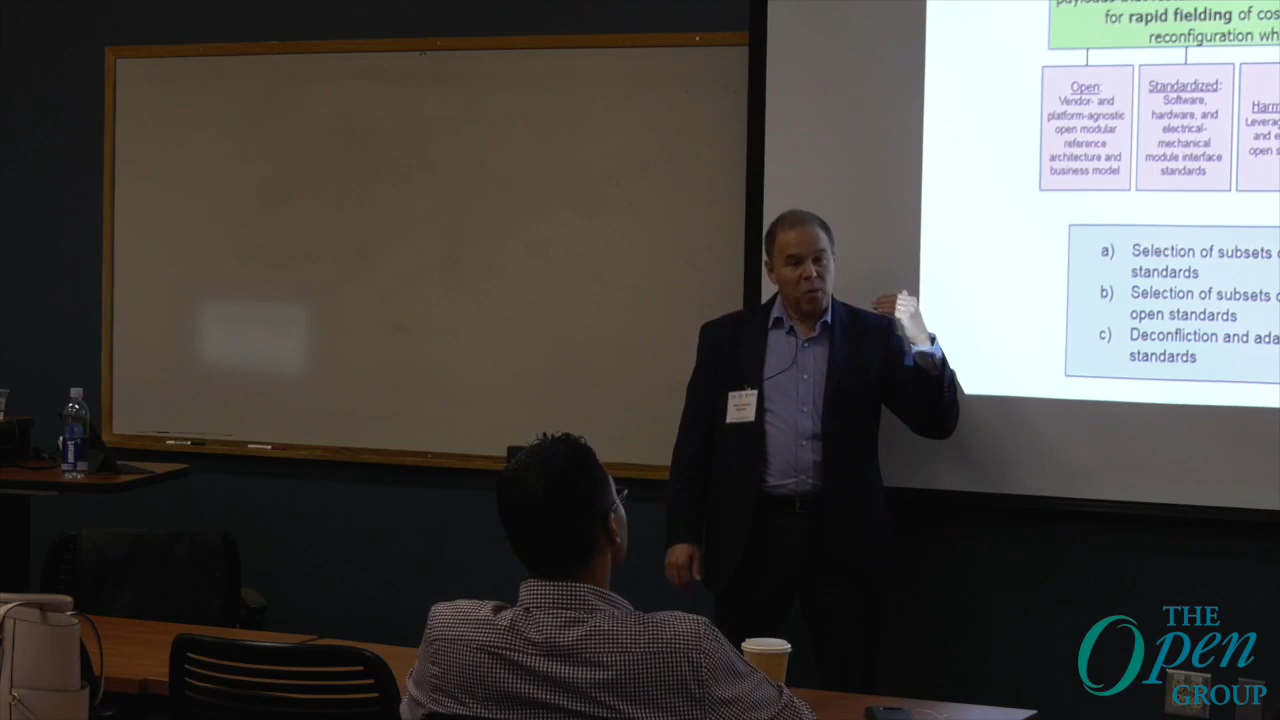 for rapid fielding of cos
reconfiguration wh
Open:
Vendor- and
platform-agnostic
open modular
reference
architecture and
business model
Standardized:
Software,
hardware, and
electrical-
mechanical
module interface
standards
Harm
Leverag
and e
open s
a) Selection of subsets
standards
b) Selection of subsets
open standards
c) Deconfliction and ada
standards
smart
THE
Open
GROUP